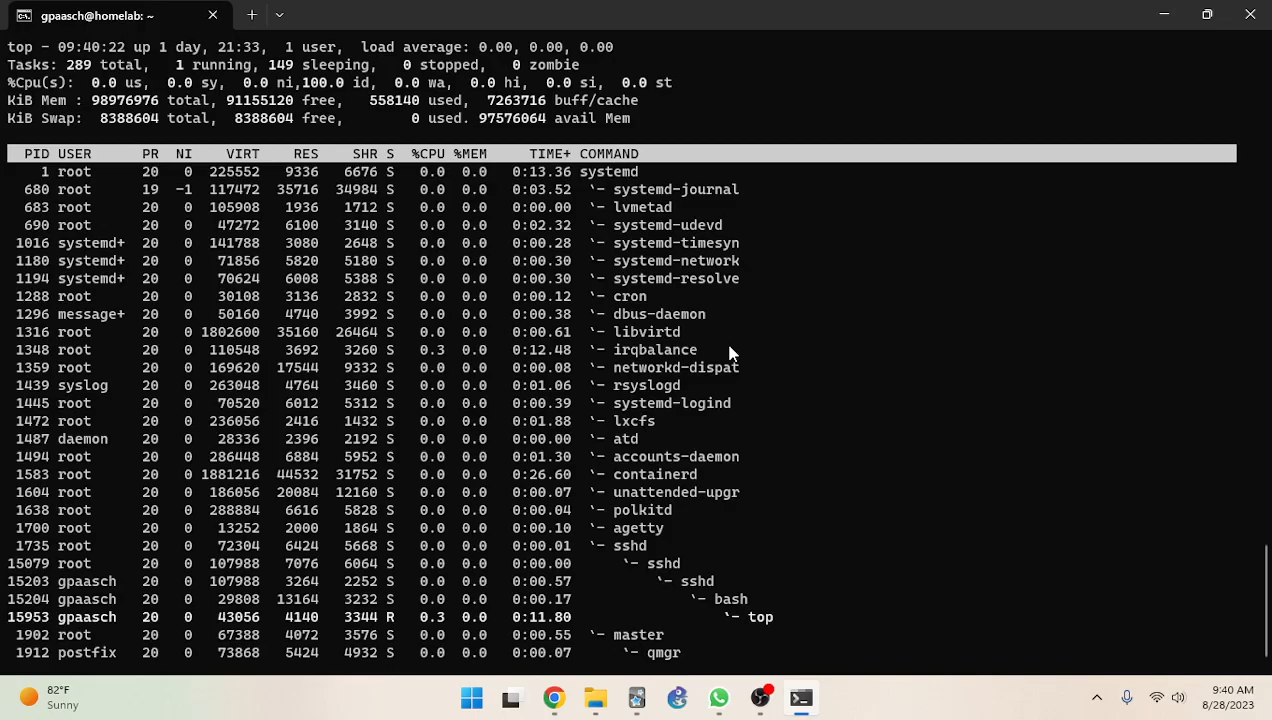 gpaasch@homelab: ~
top - 09:40:22 up 1 day, 21:33,  1 user,  load average: 0.00, 0.00, 0.00
Tasks: 289 total,   1 running, 149 sleeping,   0 stopped,   0 zombie
%Cpu(s):  0.0 us,  0.0 sy,  0.0 ni,100.0 id,  0.0 wa,  0.0 hi,  0.0 si,  0.0 st
KiB Mem : 98976976 total, 91155120 free,   558140 used,  7263716 buff/cache
KiB Swap:  8388604 total,  8388604 free,        0 used. 97576064 avail Mem
PID USER      PR  NI    VIRT    RES    SHR S  %CPU %MEM     TIME+ COMMAND
1 root      20   0  225552   9336   6676 S   0.0  0.0   0:13.36 systemd
680 root      19  -1  117472  35716  34984 S   0.0  0.0   0:03.52  `- systemd-journal
683 root      20   0  105908   1936   1712 S   0.0  0.0   0:00.00  `- lvmetad
690 root      20   0   47272   6100   3140 S   0.0  0.0   0:02.32  `- systemd-udevd
1016 systemd+  20   0  141788   3080   2648 S   0.0  0.0   0:00.28  `- systemd-timesyn
1180 systemd+  20   0   71856   5820   5180 S   0.0  0.0   0:00.30  `- systemd-network
1194 systemd+  20   0   70624   6008   5388 S   0.0  0.0   0:00.30  `- systemd-resolve
1288 root      20   0   30108   3136   2832 S   0.0  0.0   0:00.12  `- cron
1296 message+  20   0   50160   4740   3992 S   0.0  0.0   0:00.38  `- dbus-daemon
1316 root      20   0 1802600  35160  26464 S   0.0  0.0   0:00.61  `- libvirtd
1348 root      20   0  110548   3692   3260 S   0.3  0.0   0:12.48  `- irqbalance
1359 root      20   0  169620  17544   9332 S   0.0  0.0   0:00.08  `- networkd-dispat
1439 syslog    20   0  263048   4764   3460 S   0.0  0.0   0:01.06  `- rsyslogd
1445 root      20   0   70520   6012   5312 S   0.0  0.0   0:00.39  `- systemd-logind
1472 root      20   0  236056   2416   1432 S   0.0  0.0   0:01.88  `- lxcfs
1487 daemon    20   0   28336   2396   2192 S   0.0  0.0   0:00.00  `- atd
1494 root      20   0  286448   6884   5952 S   0.0  0.0   0:01.30  `- accounts-daemon
1583 root      20   0 1881216  44532  31752 S   0.0  0.0   0:26.60  `- containerd
1604 root      20   0  186056  20084  12160 S   0.0  0.0   0:00.07  `- unattended-upgr
1638 root      20   0  288884   6616   5828 S   0.0  0.0   0:00.04  `- polkitd
1700 root      20   0   13252   2000   1864 S   0.0  0.0   0:00.10  `- agetty
1735 root      20   0   72304   6424   5668 S   0.0  0.0   0:00.01  `- sshd
15079 root      20   0  107988   7076   6064 S   0.0  0.0   0:00.00      `- sshd
15203 gpaasch   20   0  107988   3264   2252 S   0.0  0.0   0:00.57          `- sshd
15204 gpaasch   20   0   29808  13164   3232 S   0.0  0.0   0:00.17              `- bash
15953 gpaasch   20   0   43056   4140   3344 R   0.3  0.0   0:11.80                  `- top
1902 root      20   0   67388   4072   3576 S   0.0  0.0   0:00.55  `- master
1912 postfix   20   0   73868   5424   4932 S   0.0  0.0   0:00.07      `- qmgr
82°F
Sunny
9:40 AM
8/28/2023